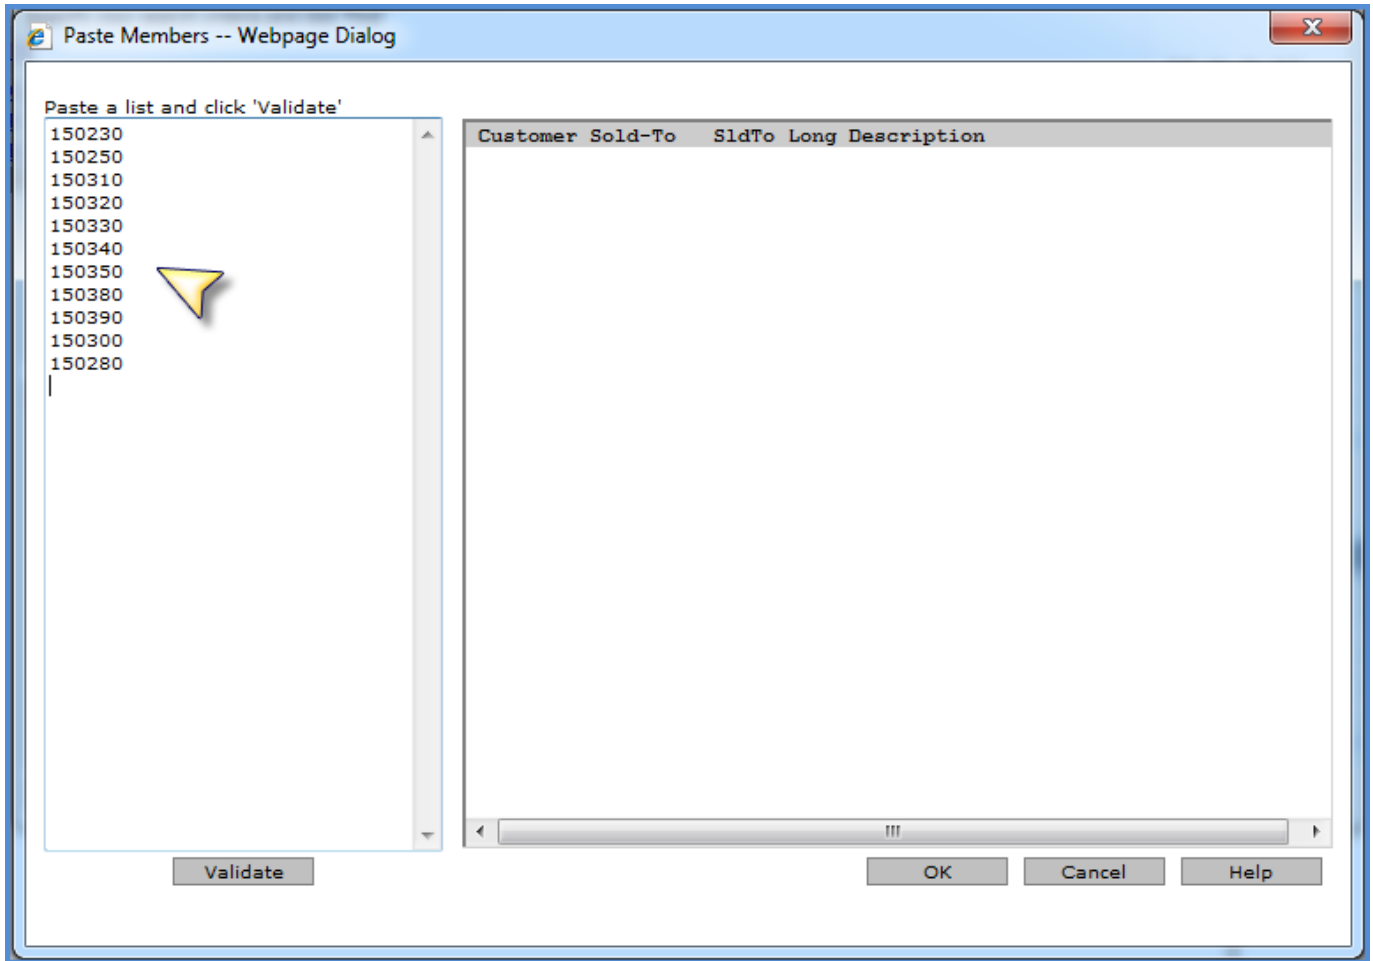 Paste Members -- Webpage Dialog
X
Paste a list and click 'Validate'
150230
150250
150310
150320
150330
150340
150350
150380
150390
150300
150280
Customer Sold-To SldTo Long Description
Validate
OK
Cancel
Help